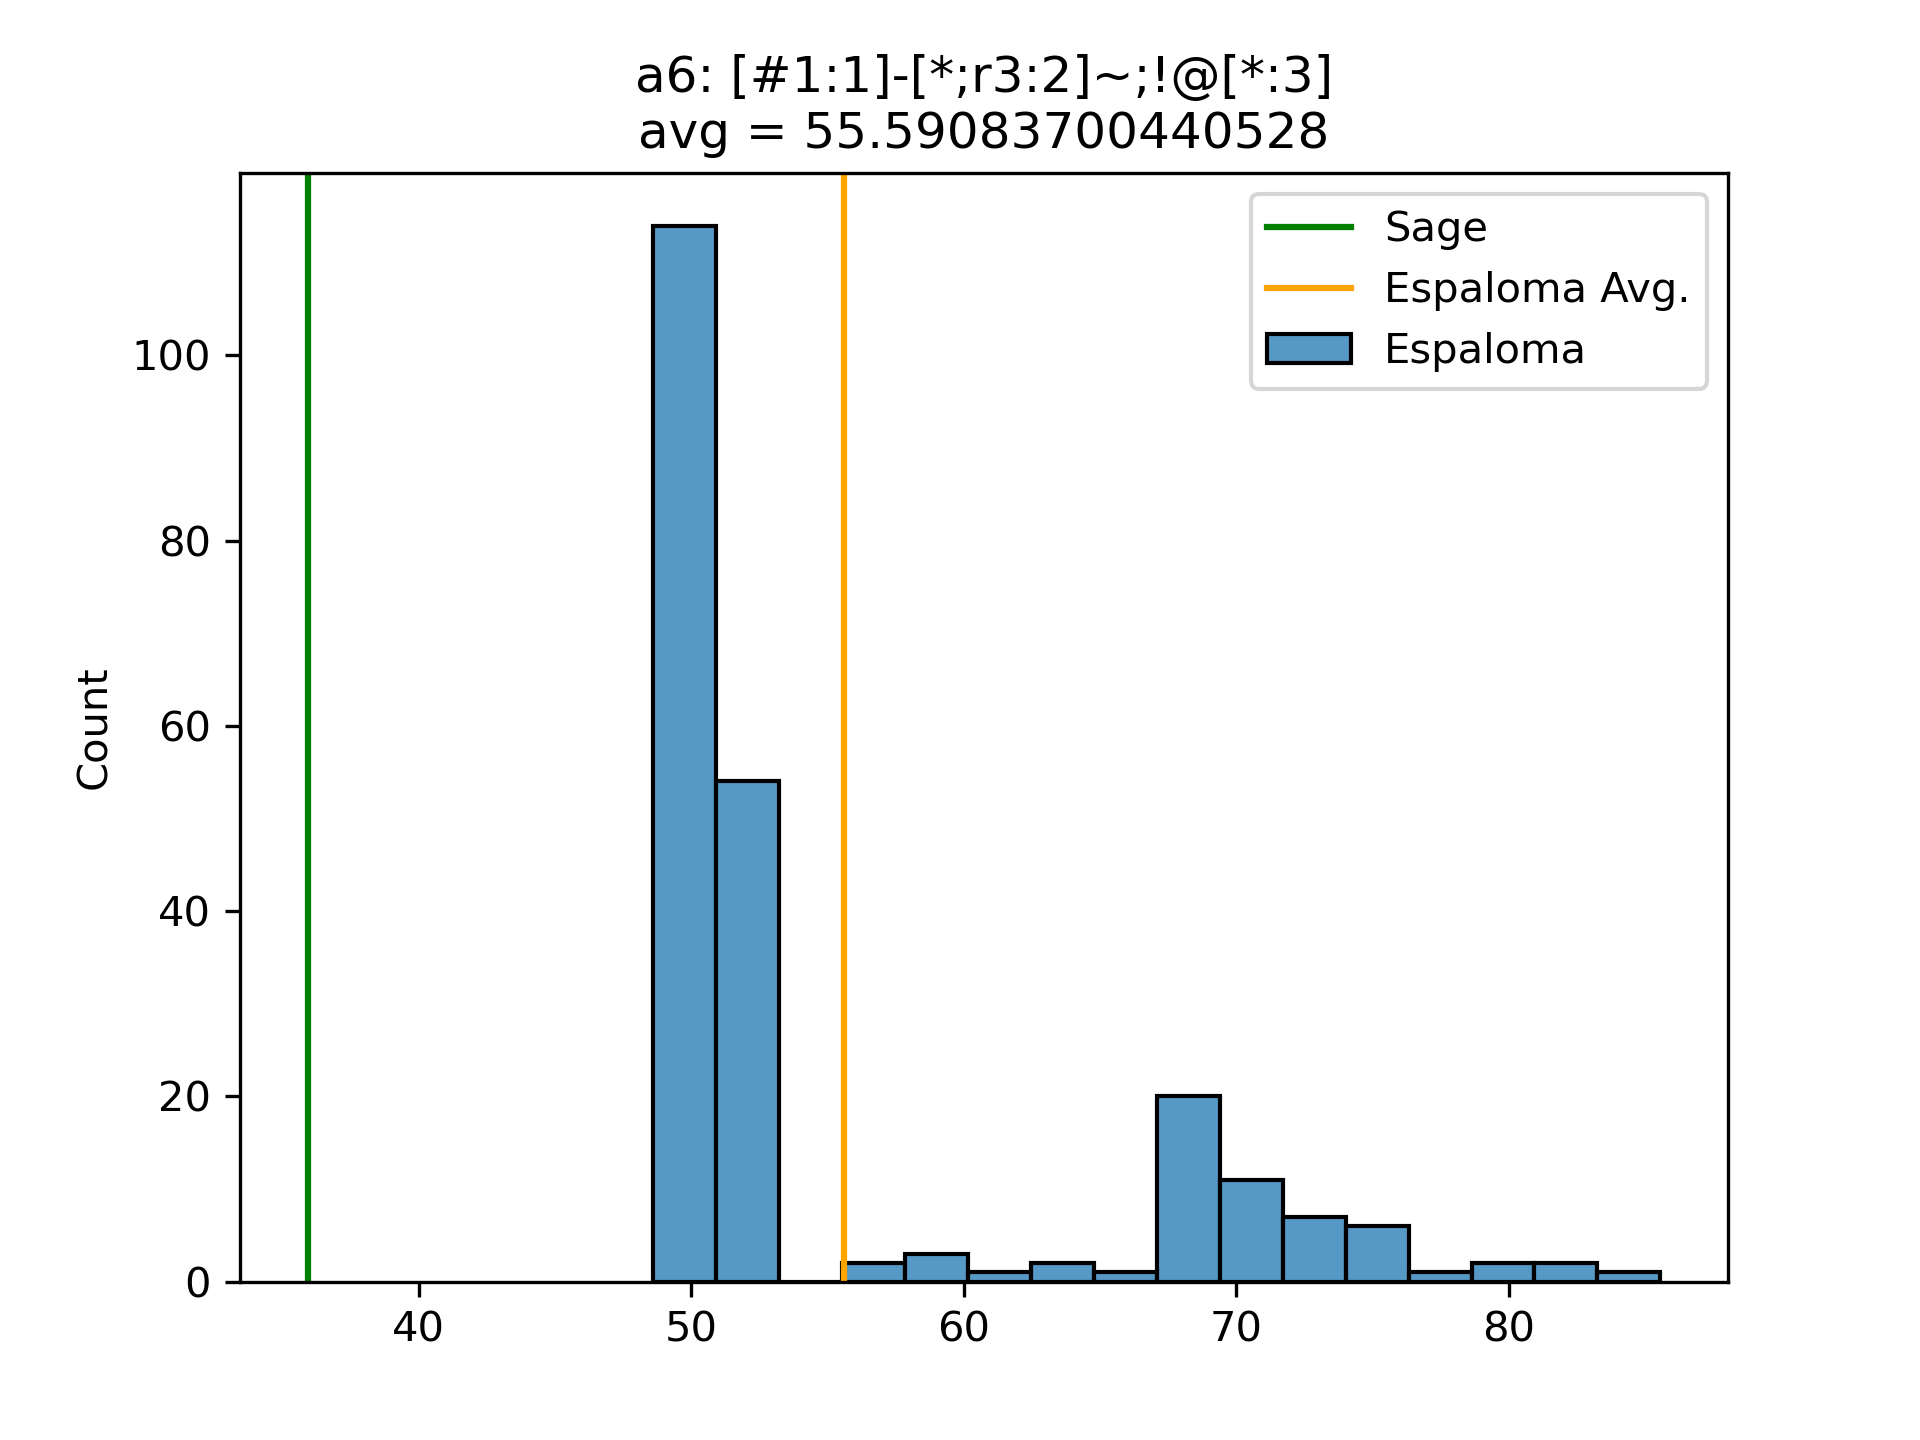 a6: [#1:1]-[*;r3:2]~;!@[*:3]
avg = 55.59083700440528
Sage
Espaloma Avg.
Espaloma
Count
100
80
60
40
20
0
40 50 60 70 80